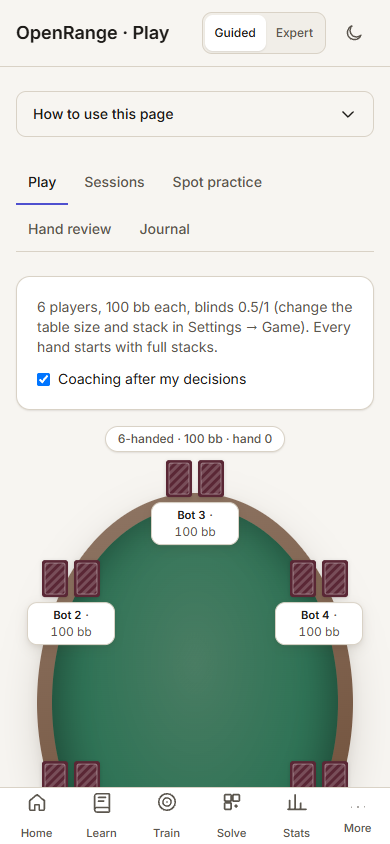 OpenRange · Play
Guided
Expert
How to use this page
Play
Sessions
Spot practice
Hand review
Journal
6 players, 100 bb each, blinds 0.5/1 (change the
table size and stack in Settings → Game). Every
hand starts with full stacks.
Coaching after my decisions
6-handed · 100 bb · hand 0
Bot 3 ·
100 bb
Bot 2 ·
100 bb
Bot 4 ·
100 bb
Home
Learn
Train
Solve
Stats
More